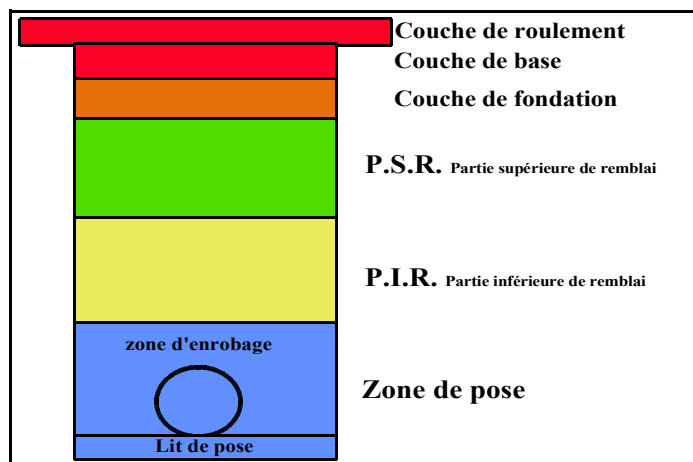 Couche de roulement
Couche de base
Couche de fondation
P.S.R. Partie supérieure de remblai
P.I.R. Partie inférieure de remblai
zone d'enrobage
Zone de pose
Lit de pose